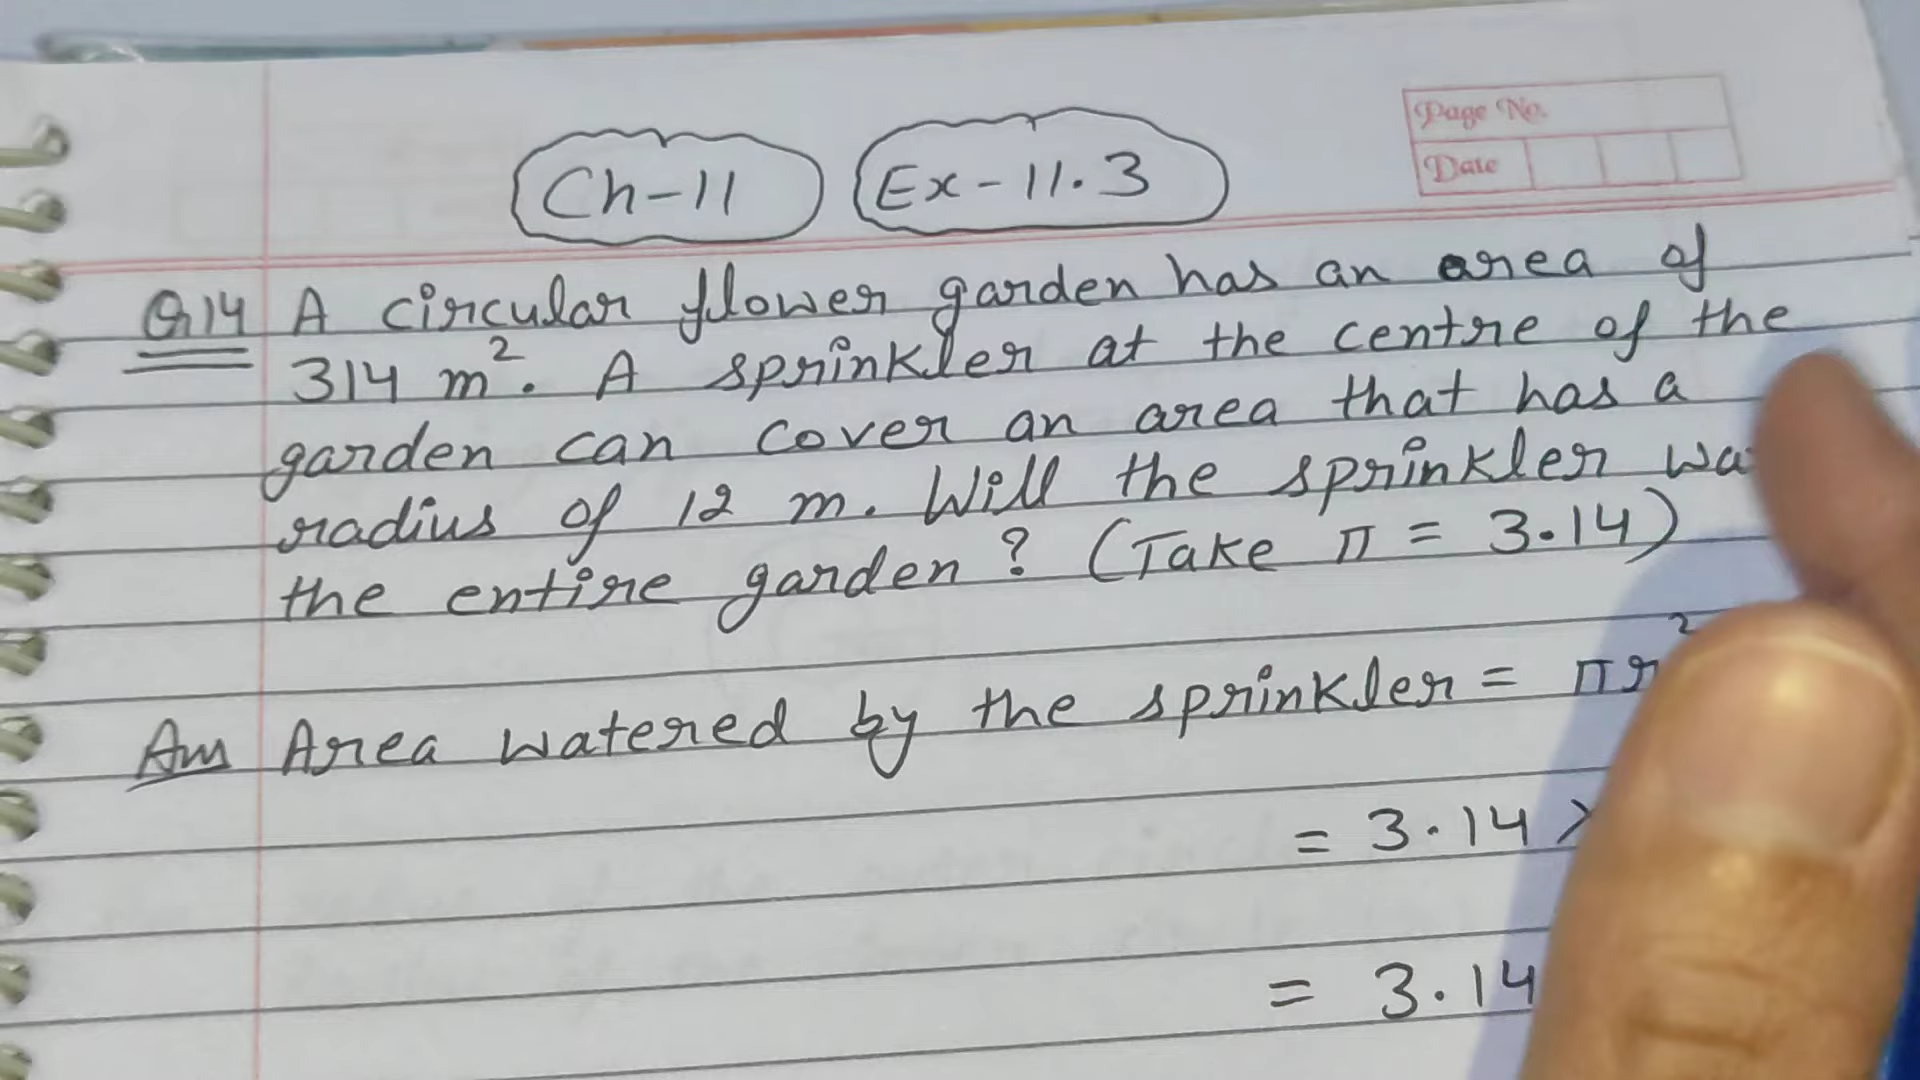 Page No.
Date
Ch-11 Ex-11.3
Q.14 A circular flower garden has an area of
314 m². A sprinkler at the centre of the
garden can cover an area that has a
radius of 12 m. Will the sprinkler wa
the entire garden? (Take π = 3.14)
Ans Area watered by the sprinkler = πr²
= 3.14 ×
= 3.14